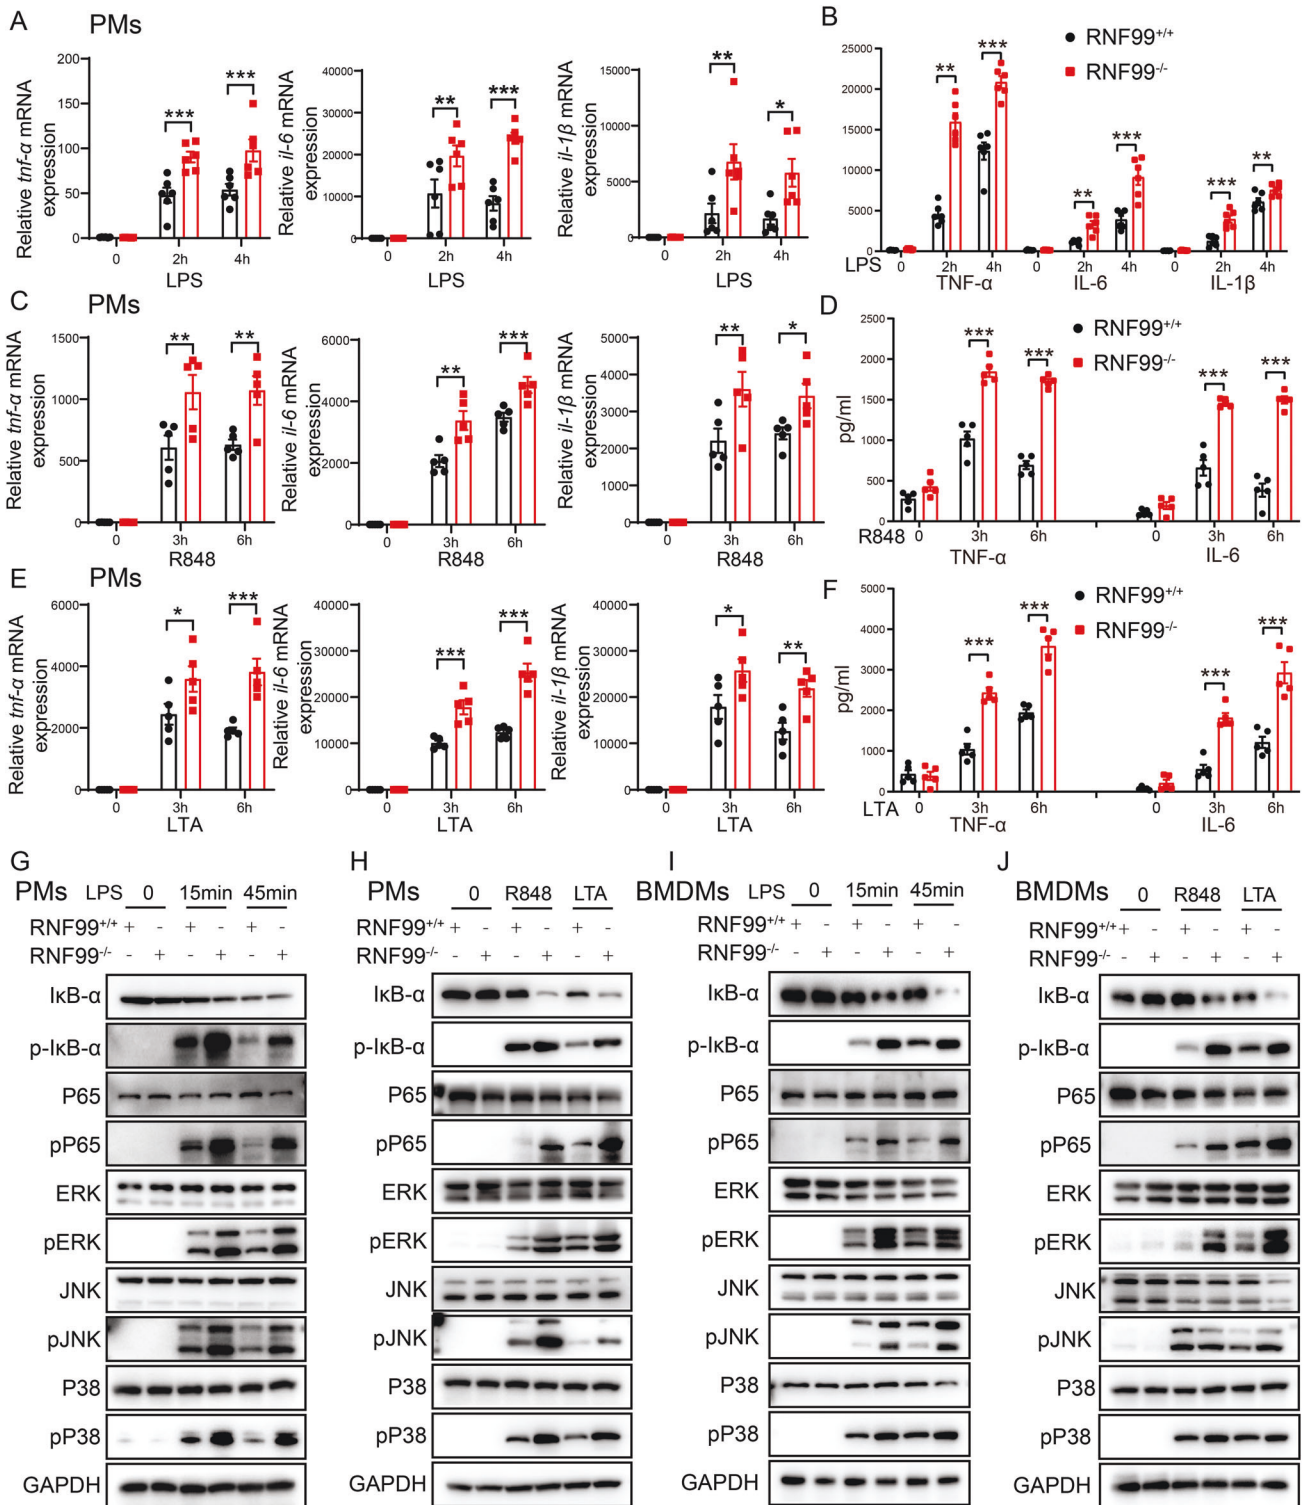 A PMs
Relative tnf-α mRNA
expression
200
150
100
50
0
***
***
0 2h 4h
LPS
Relative il-6 mRNA
expression
40000
30000
20000
10000
0
**
***
0 2h 4h
LPS
Relative il-1β mRNA
expression
15000
10000
5000
0
**
*
0 2h 4h
LPS
B
RNF99+/+
RNF99-/-
25000
20000
15000
10000
5000
0
** *** ** *** *** **
LPS 0 2h 4h 0 2h 4h 0 2h 4h
TNF-α IL-6 IL-1β
C PMs
Relative tnf-α mRNA
expression
1500
1000
500
0
** **
0 3h 6h
R848
Relative il-6 mRNA
expression
6000
4000
2000
0
** ***
0 3h 6h
R848
Relative il-1β mRNA
expression
5000
4000
3000
2000
1000
0
** *
0 3h 6h
R848
D
RNF99+/+
RNF99-/-
pg/ml
2500
2000
1500
1000
500
0
*** *** *** ***
R848 0 3h 6h 0 3h 6h
TNF-α IL-6
E PMs
Relative tnf-α mRNA
expression
6000
4000
2000
0
* ***
0 3h 6h
LTA
Relative il-6 mRNA
expression
40000
30000
20000
10000
0
*** ***
0 3h 6h
LTA
Relative il-1β mRNA
expression
40000
30000
20000
10000
0
* **
0 3h 6h
LTA
F
RNF99+/+
RNF99-/-
pg/ml
5000
4000
3000
2000
1000
0
*** *** *** ***
LTA 0 3h 6h 0 3h 6h
TNF-α IL-6
G
PMs LPS 0 15min 45min
RNF99+/+ + - + - + -
RNF99-/- - + - + - +
IκB-α
p-IκB-α
P65
pP65
ERK
pERK
JNK
pJNK
P38
pP38
GAPDH
H
PMs 0 R848 LTA
RNF99+/+ + - + - + -
RNF99-/- - + - + - +
IκB-α
p-IκB-α
P65
pP65
ERK
pERK
JNK
pJNK
P38
pP38
GAPDH
I
BMDMs LPS 0 15min 45min
RNF99+/+ + - + - + -
RNF99-/- - + - + - +
IκB-α
p-IκB-α
P65
pP65
ERK
pERK
JNK
pJNK
P38
pP38
GAPDH
J
BMDMs 0 R848 LTA
RNF99+/+ + - + - + -
RNF99-/- - + - + - +
IκB-α
p-IκB-α
P65
pP65
ERK
pERK
JNK
pJNK
P38
pP38
GAPDH